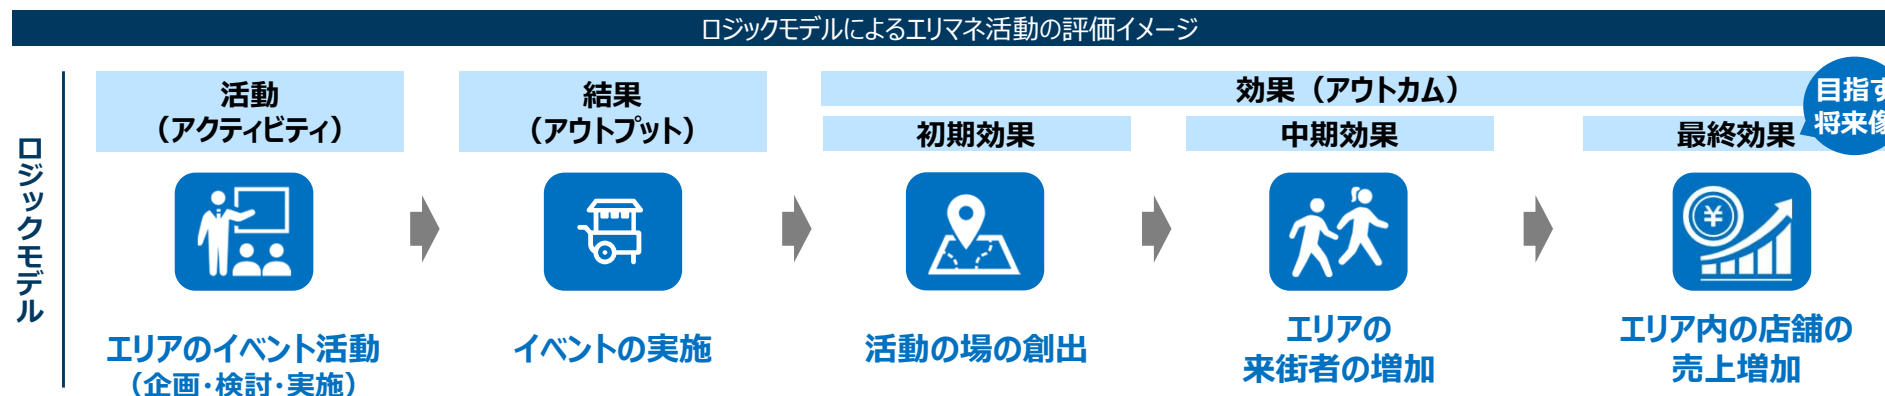 ロジックモデルによるエリマネ活動の評価イメージ
ロジックモデル
活動
（アクティビティ）
結果
（アウトプット）
効果（アウトカム）
初期効果
中期効果
最終効果
目指す
将来像
¥
エリアのイベント活動
（企画・検討・実施）
イベントの実施
活動の場の創出
エリアの
来街者の増加
エリア内の店舗の
売上増加